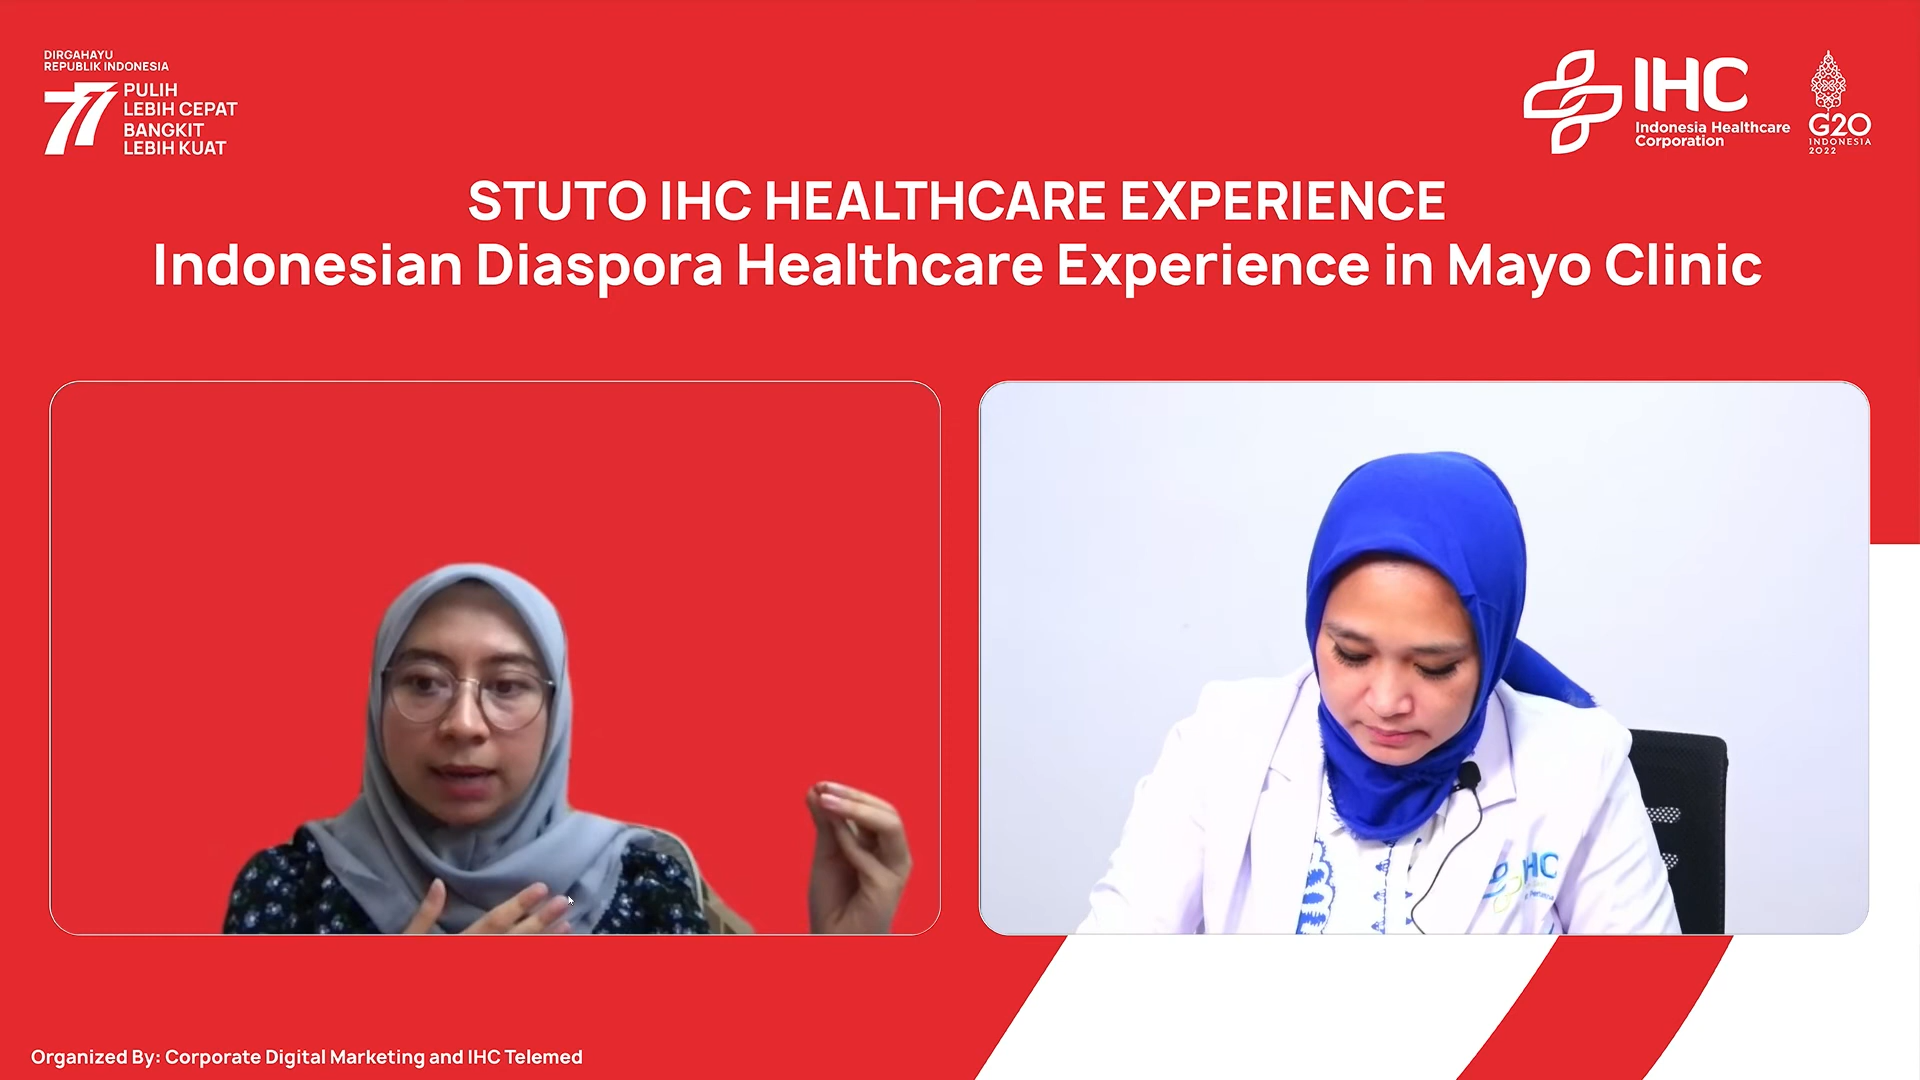 DIRGAHAYU
REPUBLIK INDONESIA
77
PULIH
LEBIH CEPAT
BANGKIT
LEBIH KUAT
IHC
Indonesia Healthcare
Corporation
G20
INDONESIA
2022
STUTO IHC HEALTHCARE EXPERIENCE
Indonesian Diaspora Healthcare Experience in Mayo Clinic
IHC
Organized By: Corporate Digital Marketing and IHC Telemed